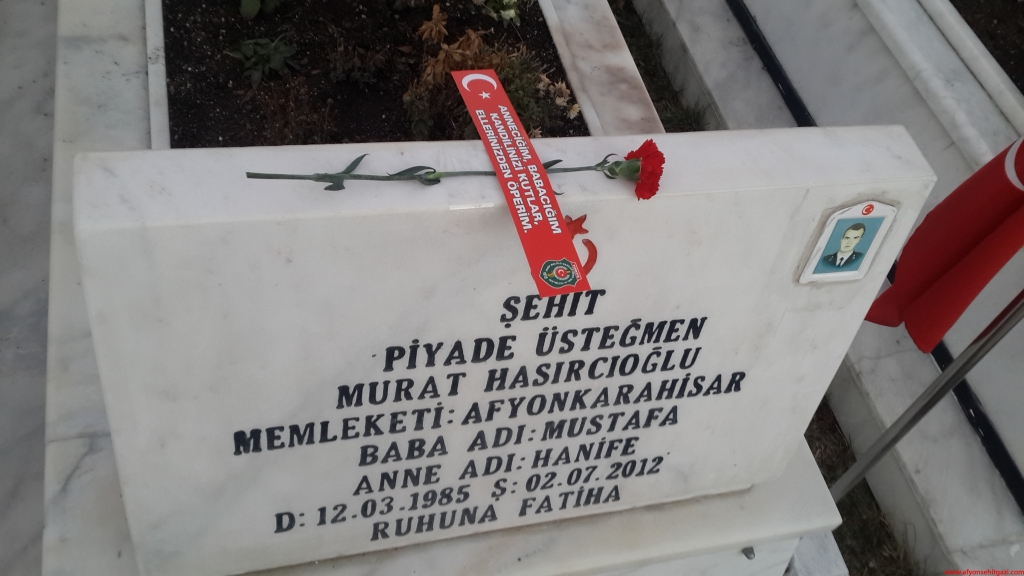 ANNECİĞİM, BABACIĞIM
KANDİLİNİZİ KUTLAR,
ELLERİNİZDEN ÖPERİM.
ŞEHİT
PİYADE ÜSTEĞMEN
MURAT HASIRCIOĞLU
MEMLEKETİ: AFYONKARAHİSAR
BABA ADI: MUSTAFA
ANNE ADI: HANİFE
D: 12.03.1985 Ş: 02.07.2012
RUHUNA FATİHA
www.afyonsehitgazi.com